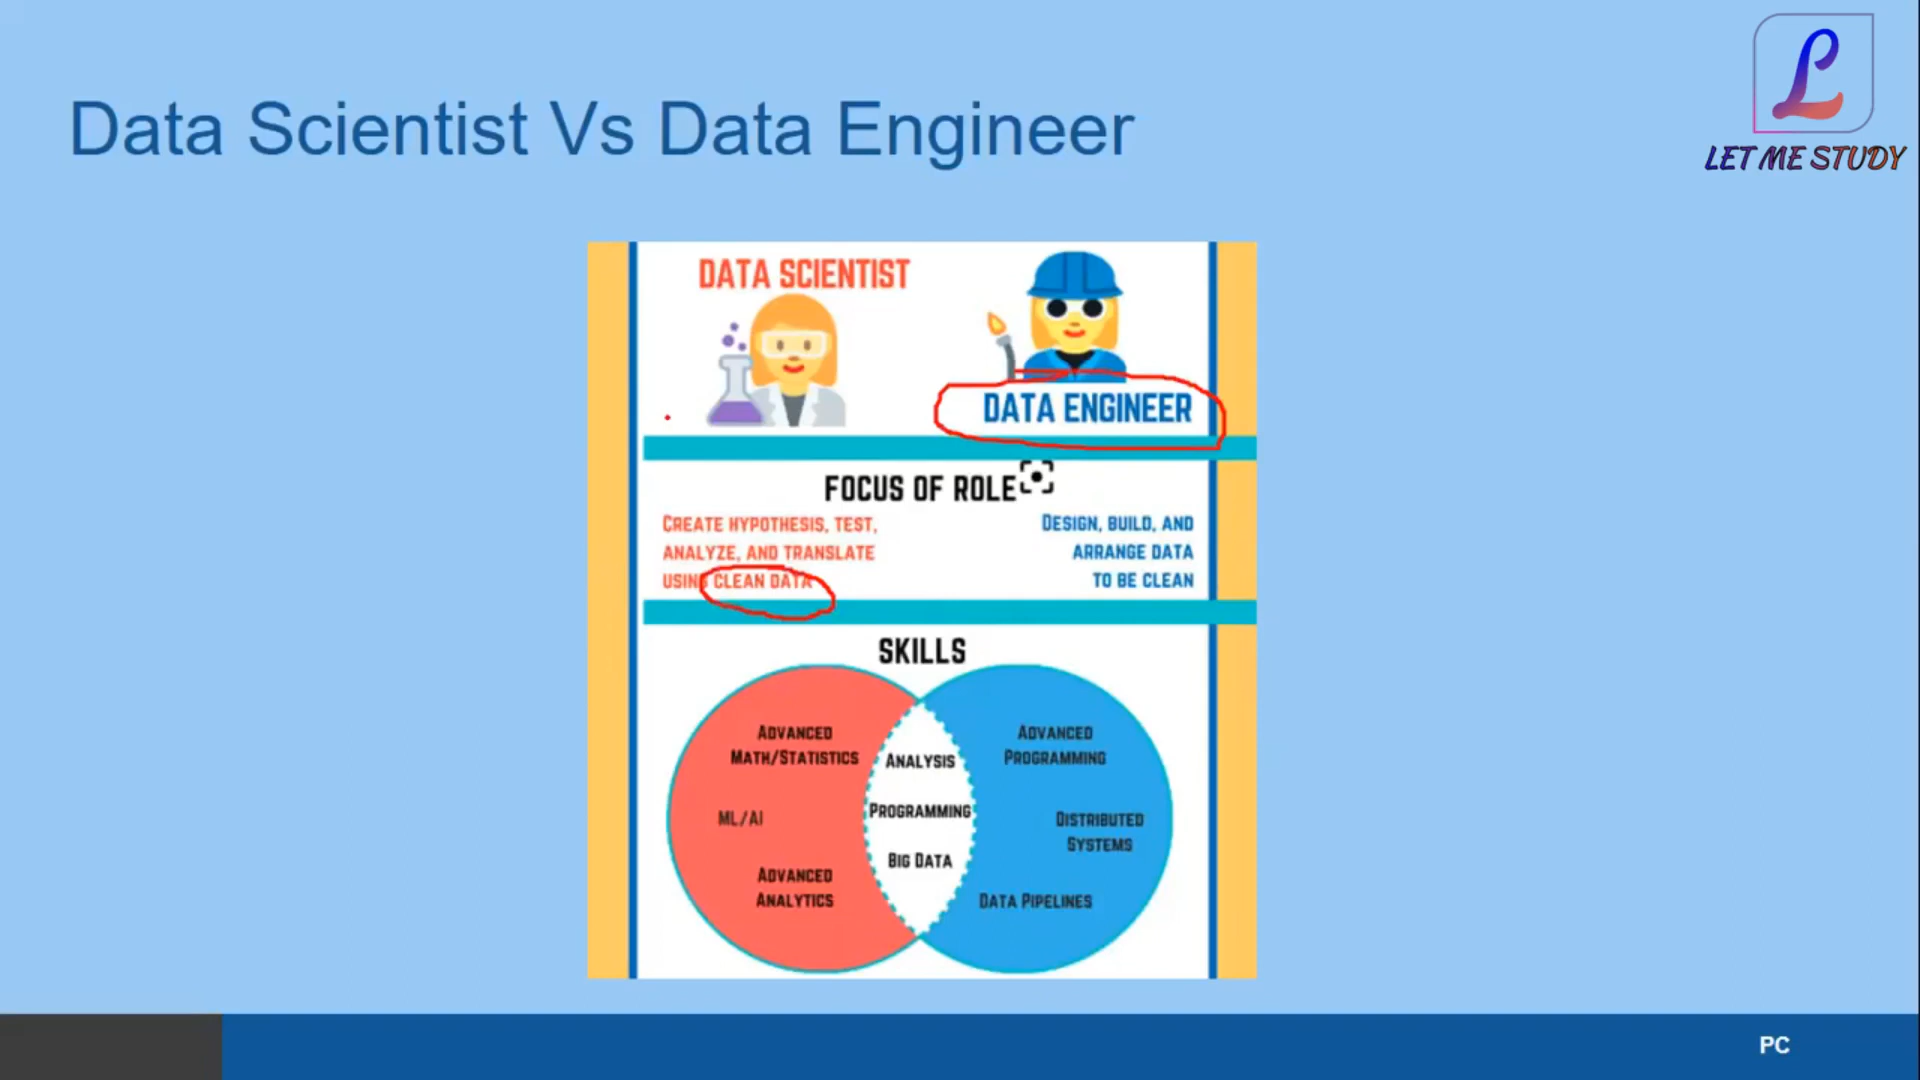 Data Scientist Vs Data Engineer
L
LET ME STUDY
DATA SCIENTIST
DATA ENGINEER
FOCUS OF ROLE
CREATE HYPOTHESIS, TEST,
ANALYZE, AND TRANSLATE
USING CLEAN DATA
DESIGN, BUILD, AND
ARRANGE DATA
TO BE CLEAN
SKILLS
ADVANCED
MATH/STATISTICS
ML/AI
ADVANCED
ANALYTICS
ANALYSIS
PROGRAMMING
BIG DATA
ADVANCED
PROGRAMMING
DISTRIBUTED
SYSTEMS
DATA PIPELINES
PC